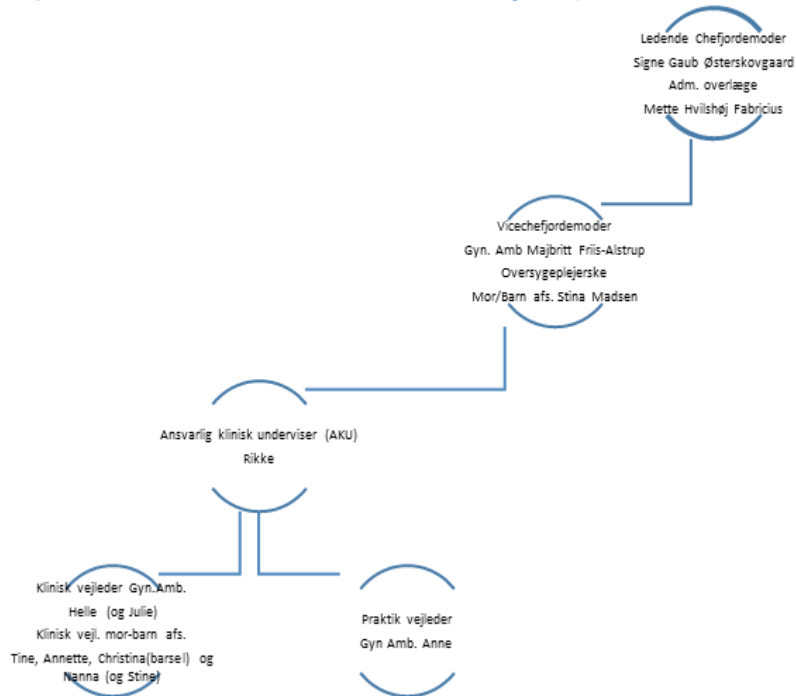 Ledende Chefjordemoder
Signe Gaub Østerskovgaard
Adm. overlæge
Mette Hvilshøj Fabricius
Vicechefjordemoder
Gyn. Amb Majbritt Friis-Alstrup
Oversygeplejerske
Mor/Barn afs. Stina Madsen
Ansvarlig klinisk underviser (AKU)
Rikke
Klinisk vejleder Gyn.Amb.
Helle (og Julie)
Klinisk vejl. mor-barn afs.
Tine, Annette, Christina(barsel) og
Nanna (og Stine)
Praktik vejleder
Gyn Amb. Anne